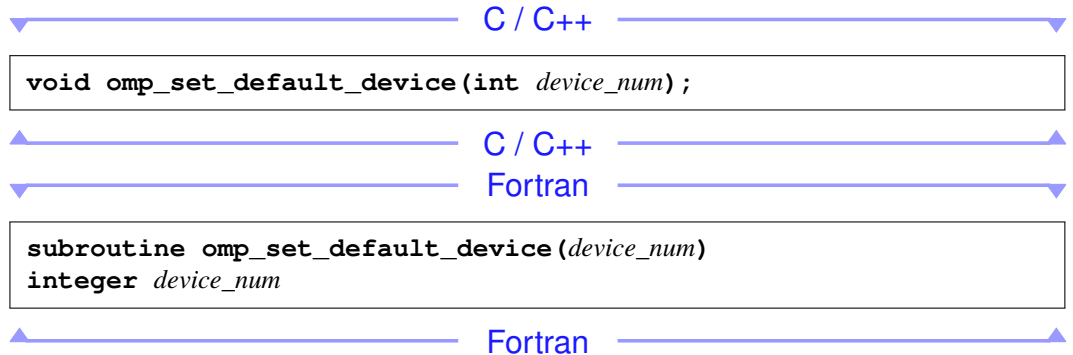 C / C++
void omp_set_default_device(int device_num);
C / C++
Fortran
subroutine omp_set_default_device(device_num)
integer device_num
Fortran